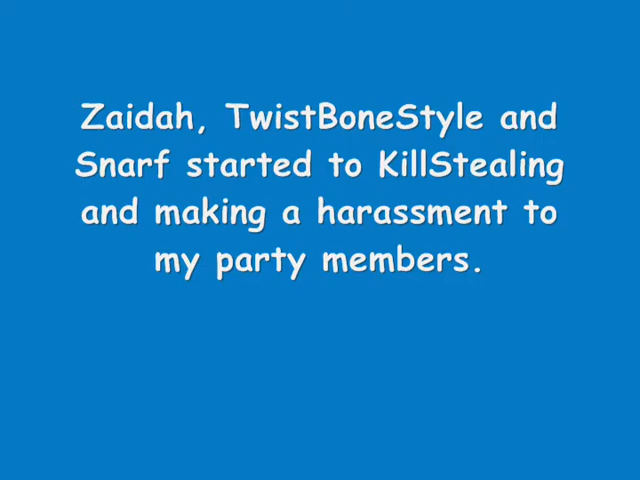 Zaidah, TwistBoneStyle and
Snarf started to KillStealing
and making a harassment to
my party members.